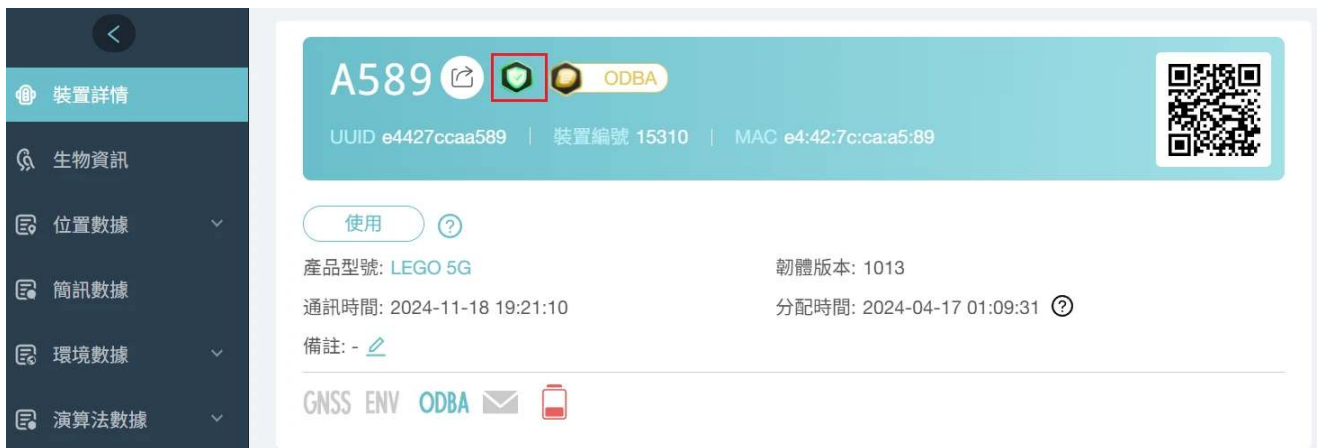 裝置詳情
生物資訊
位置數據
簡訊數據
環境數據
演算法數據
A589 ODBA
UUID e4427ccaa589 | 裝置編號 15310 | MAC e4:42:7c:ca:a5:89
使用
產品型號: LEGO 5G
韌體版本: 1013
通訊時間: 2024-11-18 19:21:10
分配時間: 2024-04-17 01:09:31
備註: -
GNSS ENV ODBA